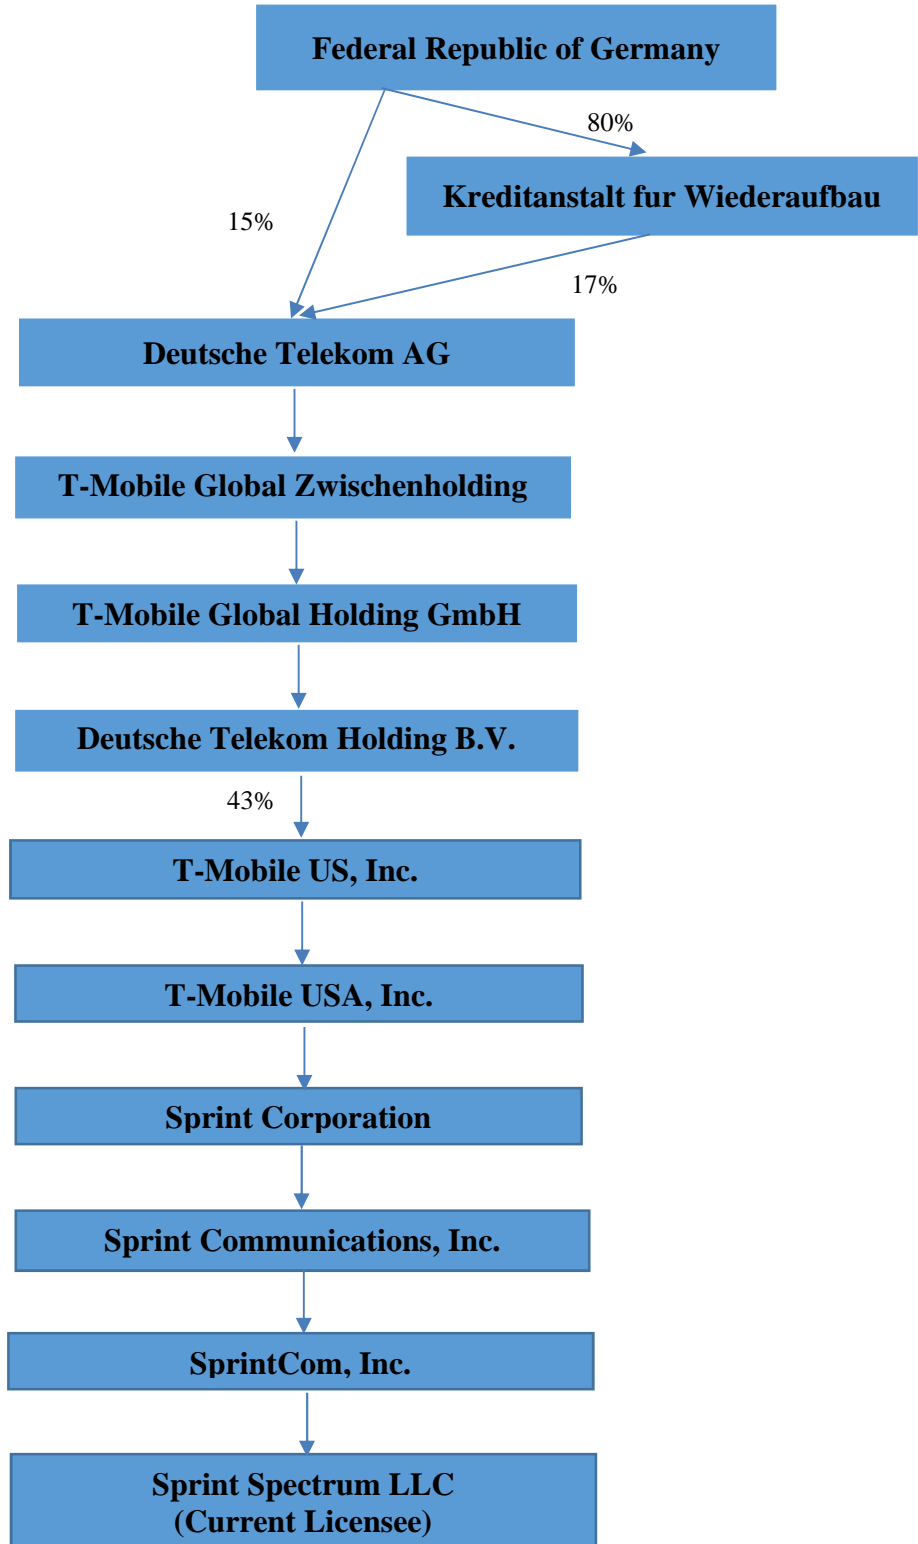 Federal Republic of Germany
80%
Kreditanstalt fur Wiederaufbau
15%
17%
Deutsche Telekom AG
T-Mobile Global Zwischenholding
T-Mobile Global Holding GmbH
Deutsche Telekom Holding B.V.
43%
T-Mobile US, Inc.
T-Mobile USA, Inc.
Sprint Corporation
Sprint Communications, Inc.
SprintCom, Inc.
Sprint Spectrum LLC
(Current Licensee)